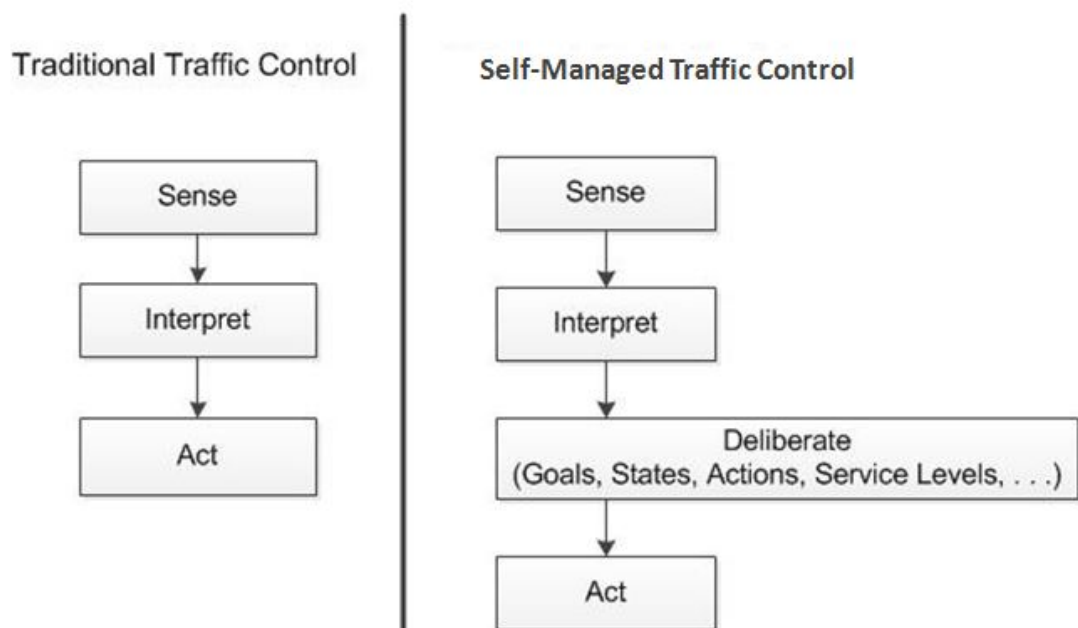 Traditional Traffic Control
Sense
Interpret
Act
Self-Managed Traffic Control
Sense
Interpret
Deliberate
(Goals, States, Actions, Service Levels, . . .)
Act